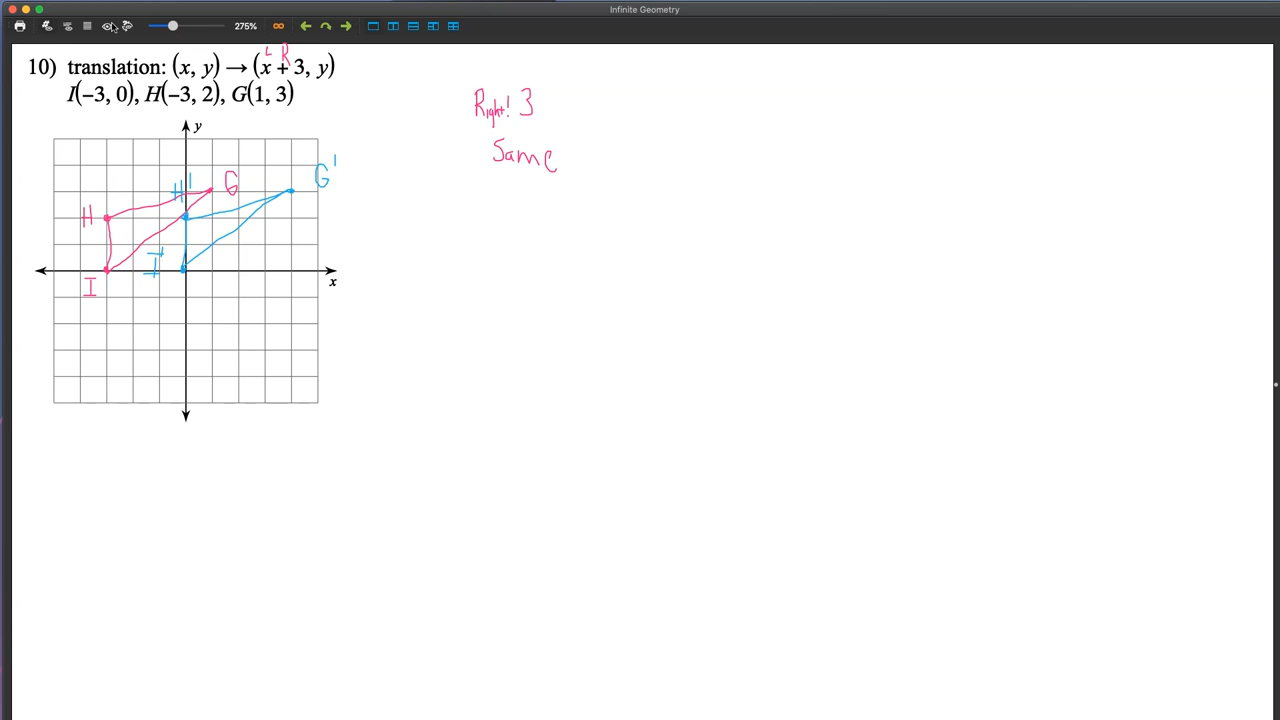 Infinite Geometry
275%
L R
10) translation: (x, y) → (x + 3, y)
I(−3, 0), H(−3, 2), G(1, 3)
Right! 3
Same
y
H' G G'
H
I'
x
I